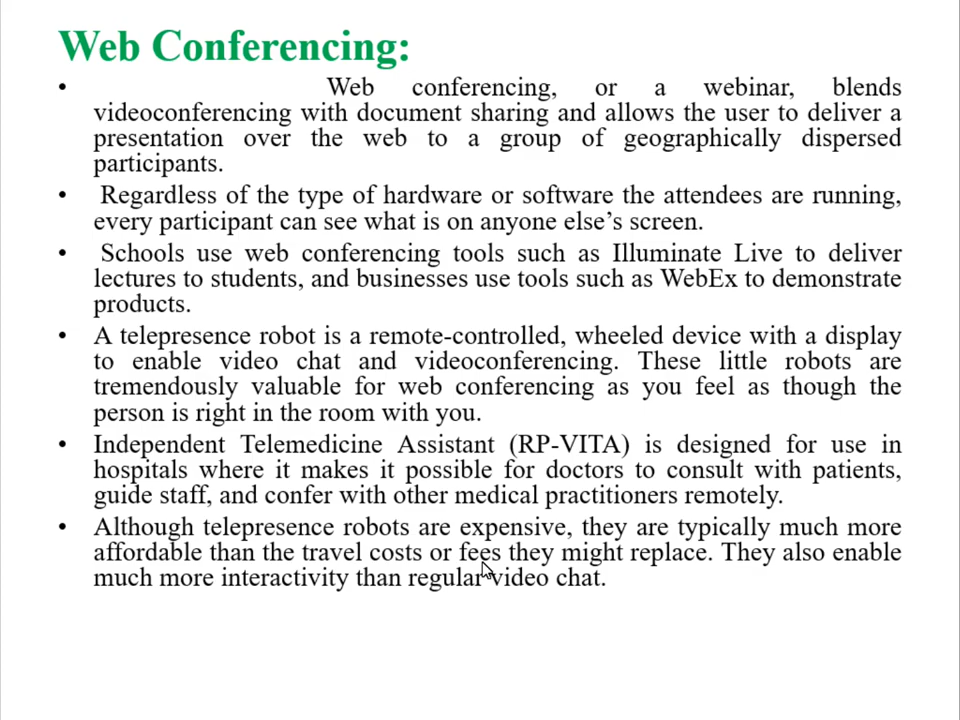 Web Conferencing:
• Web conferencing, or a webinar, blends
videoconferencing with document sharing and allows the user to deliver a
presentation over the web to a group of geographically dispersed
participants.
• Regardless of the type of hardware or software the attendees are running,
every participant can see what is on anyone else’s screen.
• Schools use web conferencing tools such as Illuminate Live to deliver
lectures to students, and businesses use tools such as WebEx to demonstrate
products.
• A telepresence robot is a remote-controlled, wheeled device with a display
to enable video chat and videoconferencing. These little robots are
tremendously valuable for web conferencing as you feel as though the
person is right in the room with you.
• Independent Telemedicine Assistant (RP-VITA) is designed for use in
hospitals where it makes it possible for doctors to consult with patients,
guide staff, and confer with other medical practitioners remotely.
• Although telepresence robots are expensive, they are typically much more
affordable than the travel costs or fees they might replace. They also enable
much more interactivity than regular video chat.